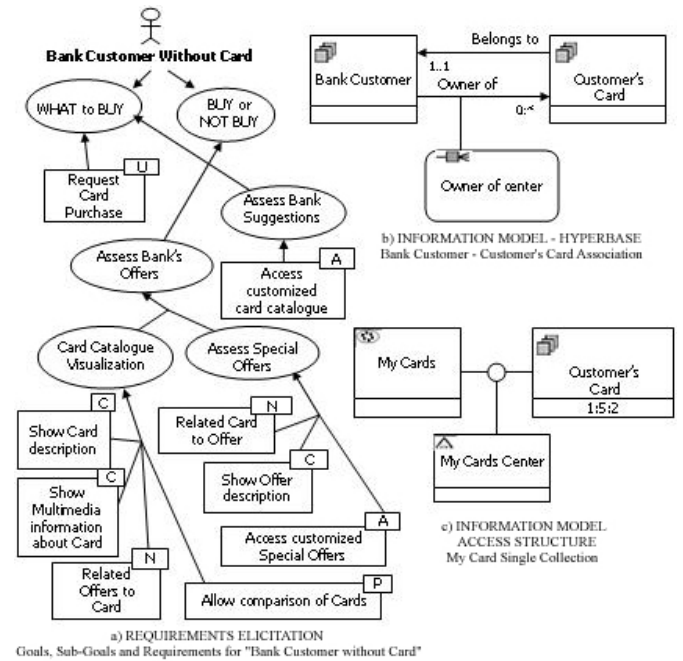 Bank Customer Without Card
WHAT to BUY
BUY or
NOT BUY
U
Request
Card
Purchase
Assess Bank
Suggestions
Assess Bank's
Offers
A
Access
customized
card catalogue
Card Catalogue
Visualization
Assess Special
Offers
C
Show Card
description
N
Related Card
to Offer
C
Show
Multimedia
information
about Card
C
Show Offer
description
N
Related
Offers to
Card
A
Access customized
Special Offers
P
Allow comparison of Cards
a) REQUIREMENTS ELICITATION
Goals, Sub-Goals and Requirements for "Bank Customer without Card"
Bank Customer
Belongs to
1..1
Owner of
0:*
Customer's
Card
Owner of center
b) INFORMATION MODEL - HYPERBASE
Bank Customer - Customer's Card Association
My Cards
Customer's
Card
1:5:2
My Cards Center
c) INFORMATION MODEL
ACCESS STRUCTURE
My Card Single Collection